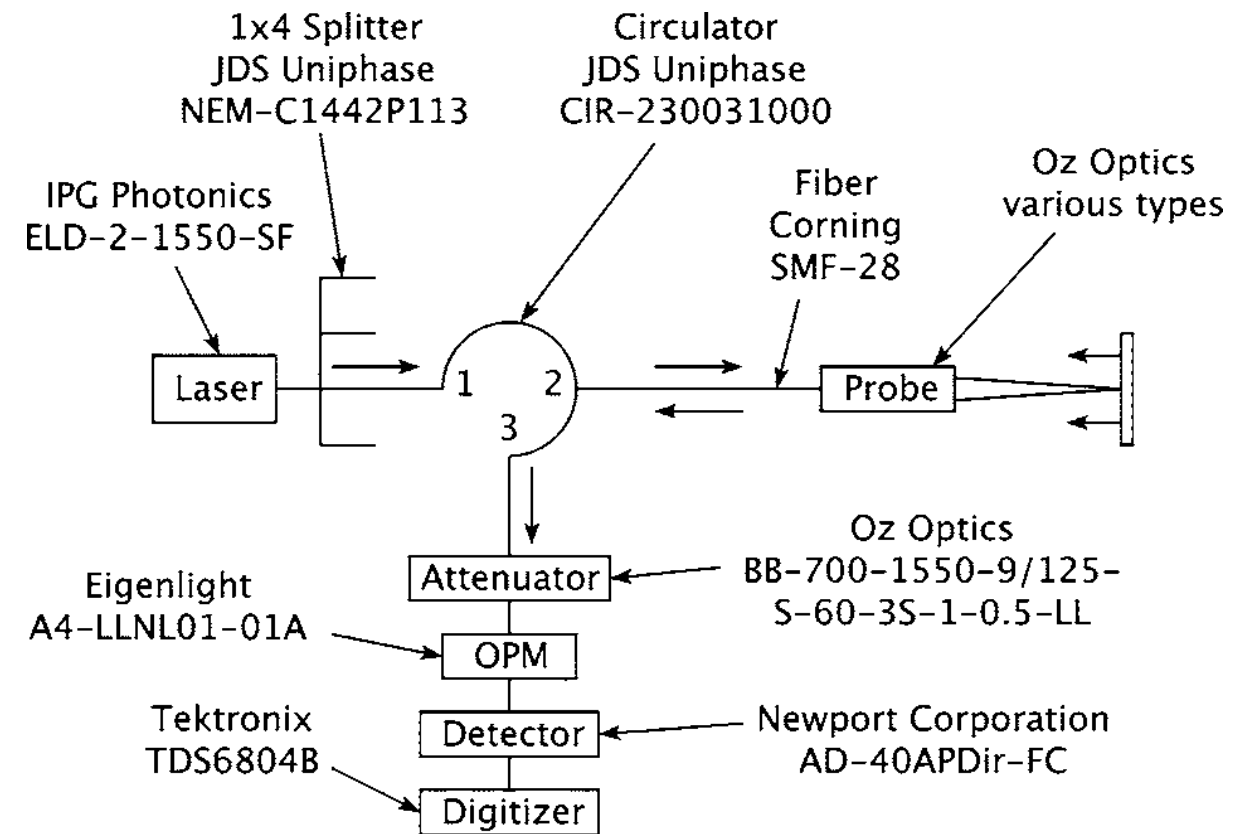 1x4 Splitter
JDS Uniphase
NEM-C1442P113
Circulator
JDS Uniphase
CIR-230031000
Oz Optics
various types
Fiber
Corning
SMF-28
IPG Photonics
ELD-2-1550-SF
Laser
1
2
3
Probe
Attenuator
Oz Optics
BB-700-1550-9/125-
S-60-3S-1-0.5-LL
Eigenlight
A4-LLNL01-01A
OPM
Tektronix
TDS6804B
Detector
Newport Corporation
AD-40APDir-FC
Digitizer